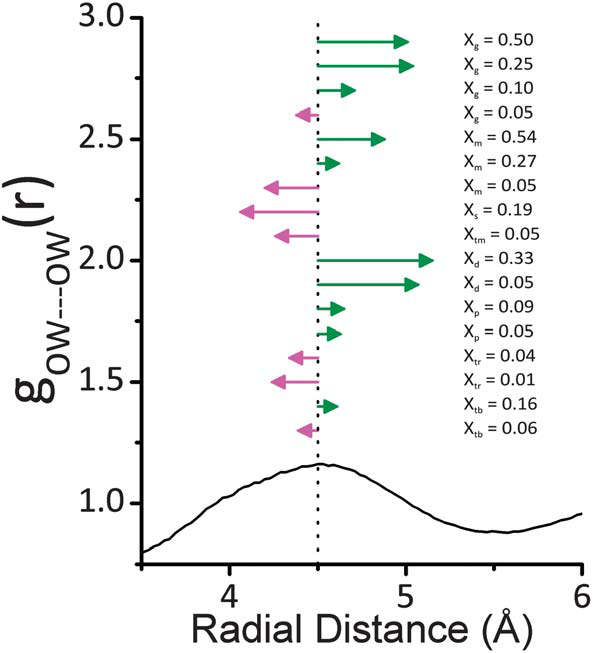 3.0
2.5
2.0
1.5
1.0
g_OW---OW(r)
X_g = 0.50
X_g = 0.25
X_g = 0.10
X_g = 0.05
X_m = 0.54
X_m = 0.27
X_m = 0.05
X_s = 0.19
X_tm = 0.05
X_d = 0.33
X_d = 0.05
X_p = 0.09
X_p = 0.05
X_tr = 0.04
X_tr = 0.01
X_tb = 0.16
X_tb = 0.06
4 5 6
Radial Distance (Å)